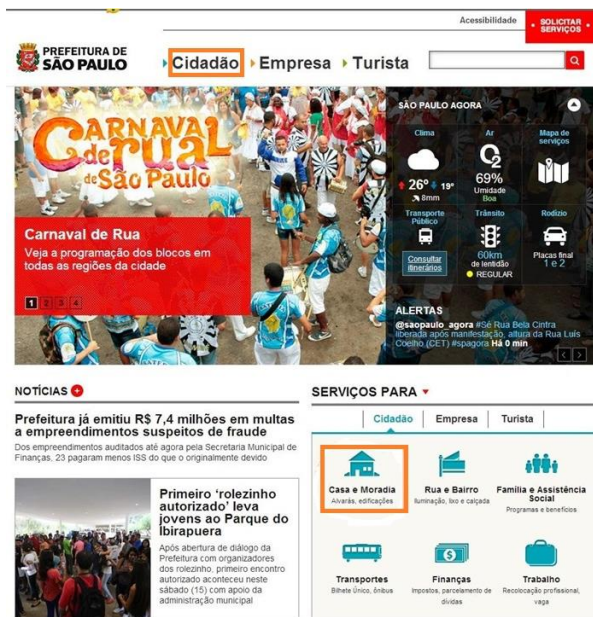 Acessibilidade
SOLICITAR
SERVIÇOS
PREFEITURA DE
SÃO PAULO
Cidadão
Empresa
Turista
CARNAVAL
de rua
de São Paulo
Carnaval de Rua
Veja a programação dos blocos em
todas as regiões da cidade
1 2 3 4
SÃO PAULO AGORA
Clima
26° 19°
8mm
Ar
O2
69%
Umidade
Boa
Mapa de
serviços
Transporte
Público
Consultar
itinerários
Trânsito
60km
de lentidão
REGULAR
Rodízio
Placas final
1 e 2
ALERTAS
@saopaulo_agora #Sé Rua Bela Cintra
liberada após manifestação, altura da Rua Luís
Coelho (CET) #spagora Há 0 min
NOTÍCIAS
Prefeitura já emitiu R$ 7,4 milhões em multas
a empreendimentos suspeitos de fraude
Dos empreendimentos auditados até agora pela Secretaria Municipal de
Finanças, 23 pagaram menos ISS do que o originalmente devido
Primeiro ‘rolezinho
autorizado’ leva
jovens ao Parque do
Ibirapuera
Após abertura de diálogo da
Prefeitura com organizadores
dos rolezinho, primeiro encontro
autorizado aconteceu neste
sábado (15) com apoio da
administração municipal
SERVIÇOS PARA
Cidadão
Empresa
Turista
Casa e Moradia
Alvarás, edificações
Rua e Bairro
Iluminação, lixo e calçada
Família e Assistência
Social
Programas e benefícios
Transportes
Bilhete Único, ônibus
Finanças
Impostos, parcelamento de
dívidas
Trabalho
Recolocação profissional,
vaga